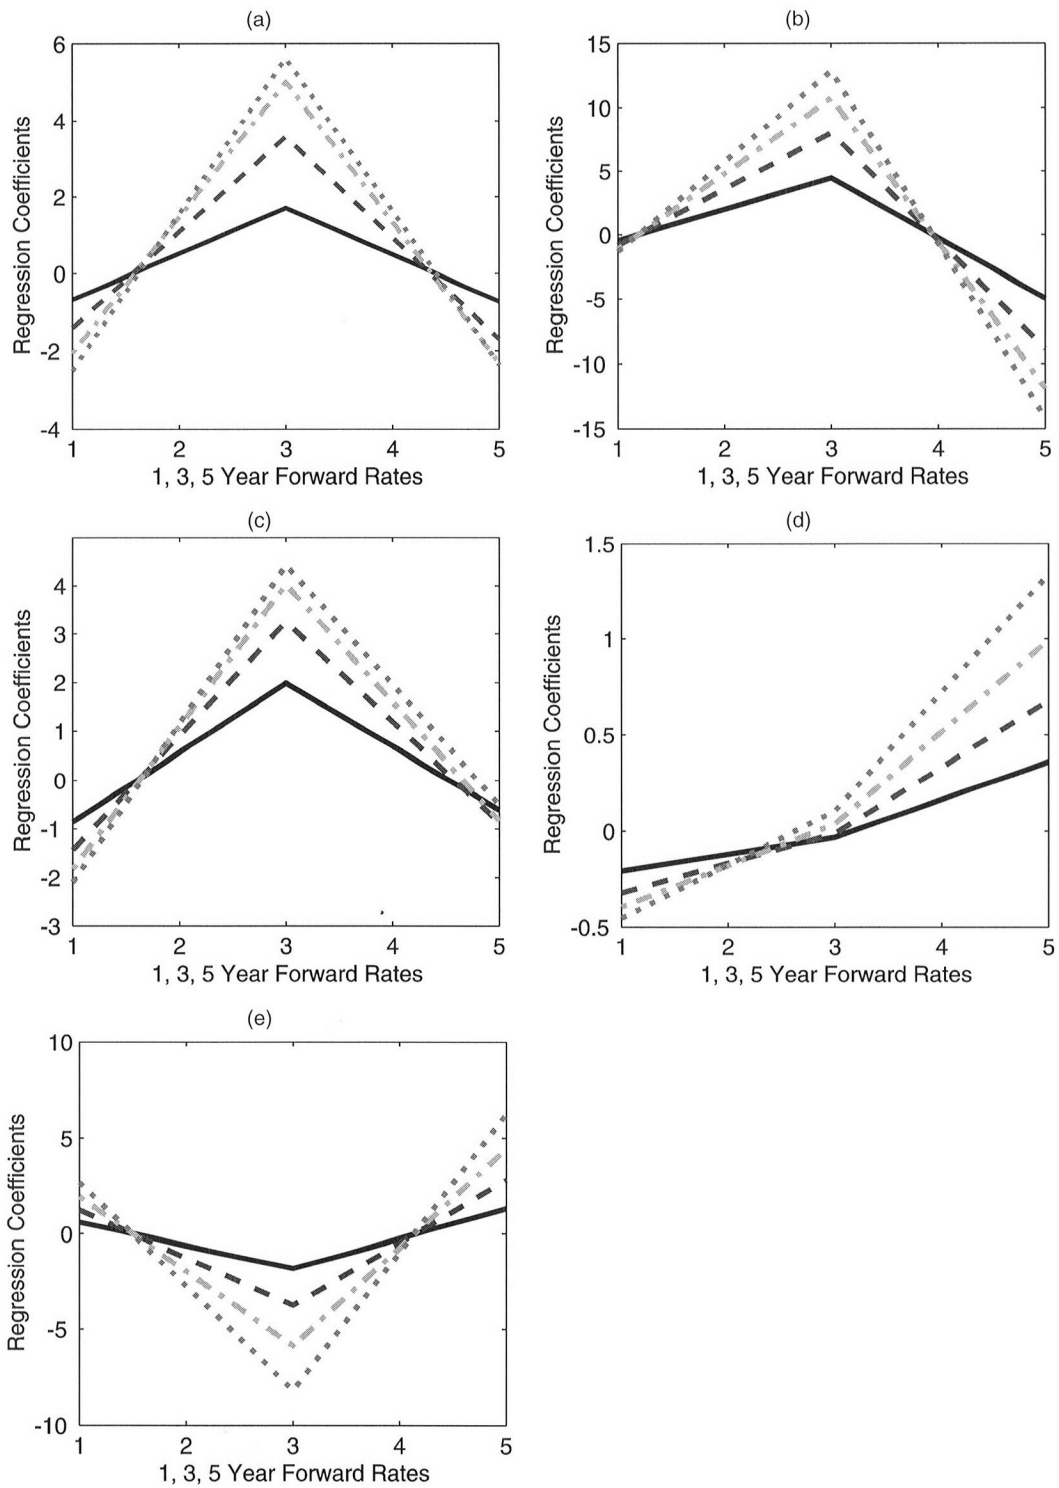 (a)
6
4
2
0
-2
-4
Regression Coefficients
1 2 3 4 5
1, 3, 5 Year Forward Rates
(b)
15
10
5
0
-5
-10
-15
Regression Coefficients
1 2 3 4 5
1, 3, 5 Year Forward Rates
(c)
4
3
2
1
0
-1
-2
-3
Regression Coefficients
1 2 3 4 5
1, 3, 5 Year Forward Rates
(d)
1.5
1
0.5
0
-0.5
Regression Coefficients
1 2 3 4 5
1, 3, 5 Year Forward Rates
(e)
10
5
0
-5
-10
Regression Coefficients
1 2 3 4 5
1, 3, 5 Year Forward Rates